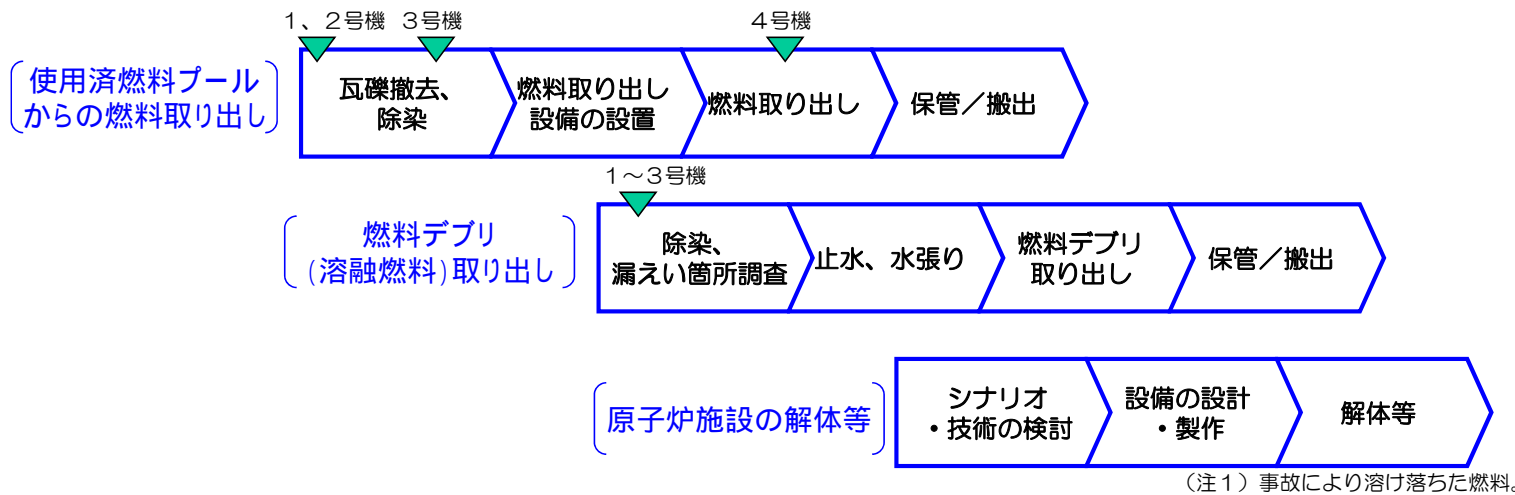 1、2号機 3号機
4号機
使用済燃料プール
からの燃料取り出し
瓦礫撤去、
除染
燃料取り出し
設備の設置
燃料取り出し
保管/搬出
1~3号機
燃料デブリ
(溶融燃料)取り出し
除染、
漏えい箇所調査
止水、水張り
燃料デブリ
取り出し
保管/搬出
原子炉施設の解体等
シナリオ
・技術の検討
設備の設計
・製作
解体等
(注1)事故により溶け落ちた燃料。